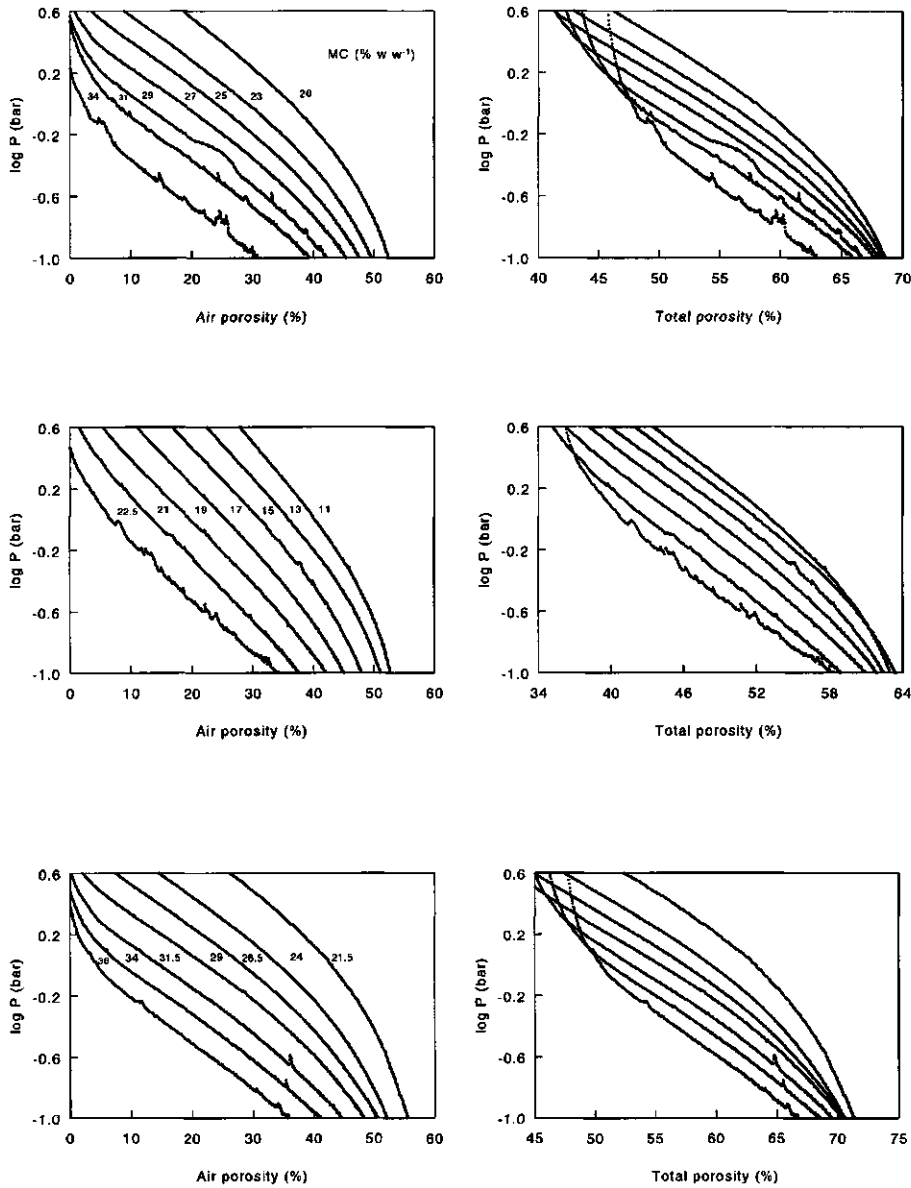 0.6
0.2
-0.2
-0.6
-1.0
log P (bar)
MC (% w w⁻¹)
34 31 29 27 25 23 20
0 10 20 30 40 50 60
Air porosity (%)
0.6
0.2
-0.2
-0.6
-1.0
log P (bar)
40 45 50 55 60 65 70
Total porosity (%)
0.6
0.2
-0.2
-0.6
-1.0
log P (bar)
22.5 21 19 17 15 13 11
0 10 20 30 40 50 60
Air porosity (%)
0.6
0.2
-0.2
-0.6
-1.0
log P (bar)
34 40 46 52 58 64
Total porosity (%)
0.6
0.2
-0.2
-0.6
-1.0
log P (bar)
36 34 31.5 29 26.5 24 21.5
0 10 20 30 40 50 60
Air porosity (%)
0.6
0.2
-0.2
-0.6
-1.0
log P (bar)
45 50 55 60 65 70 75
Total porosity (%)